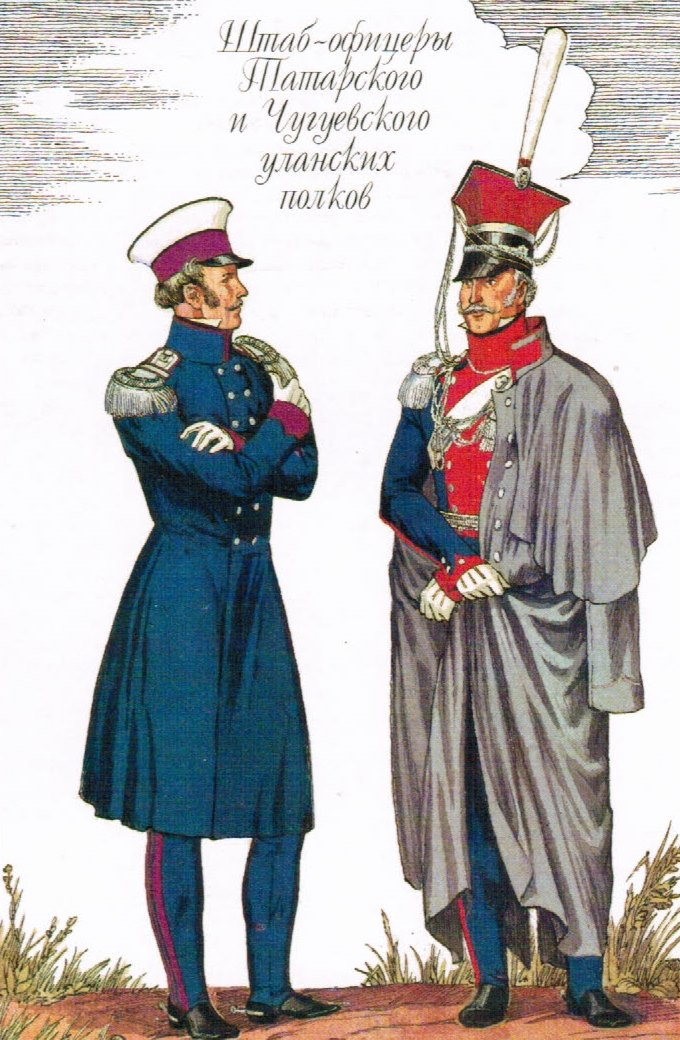 Штаб-офицеры
Татарского
и Чугуевского
уланских
полков